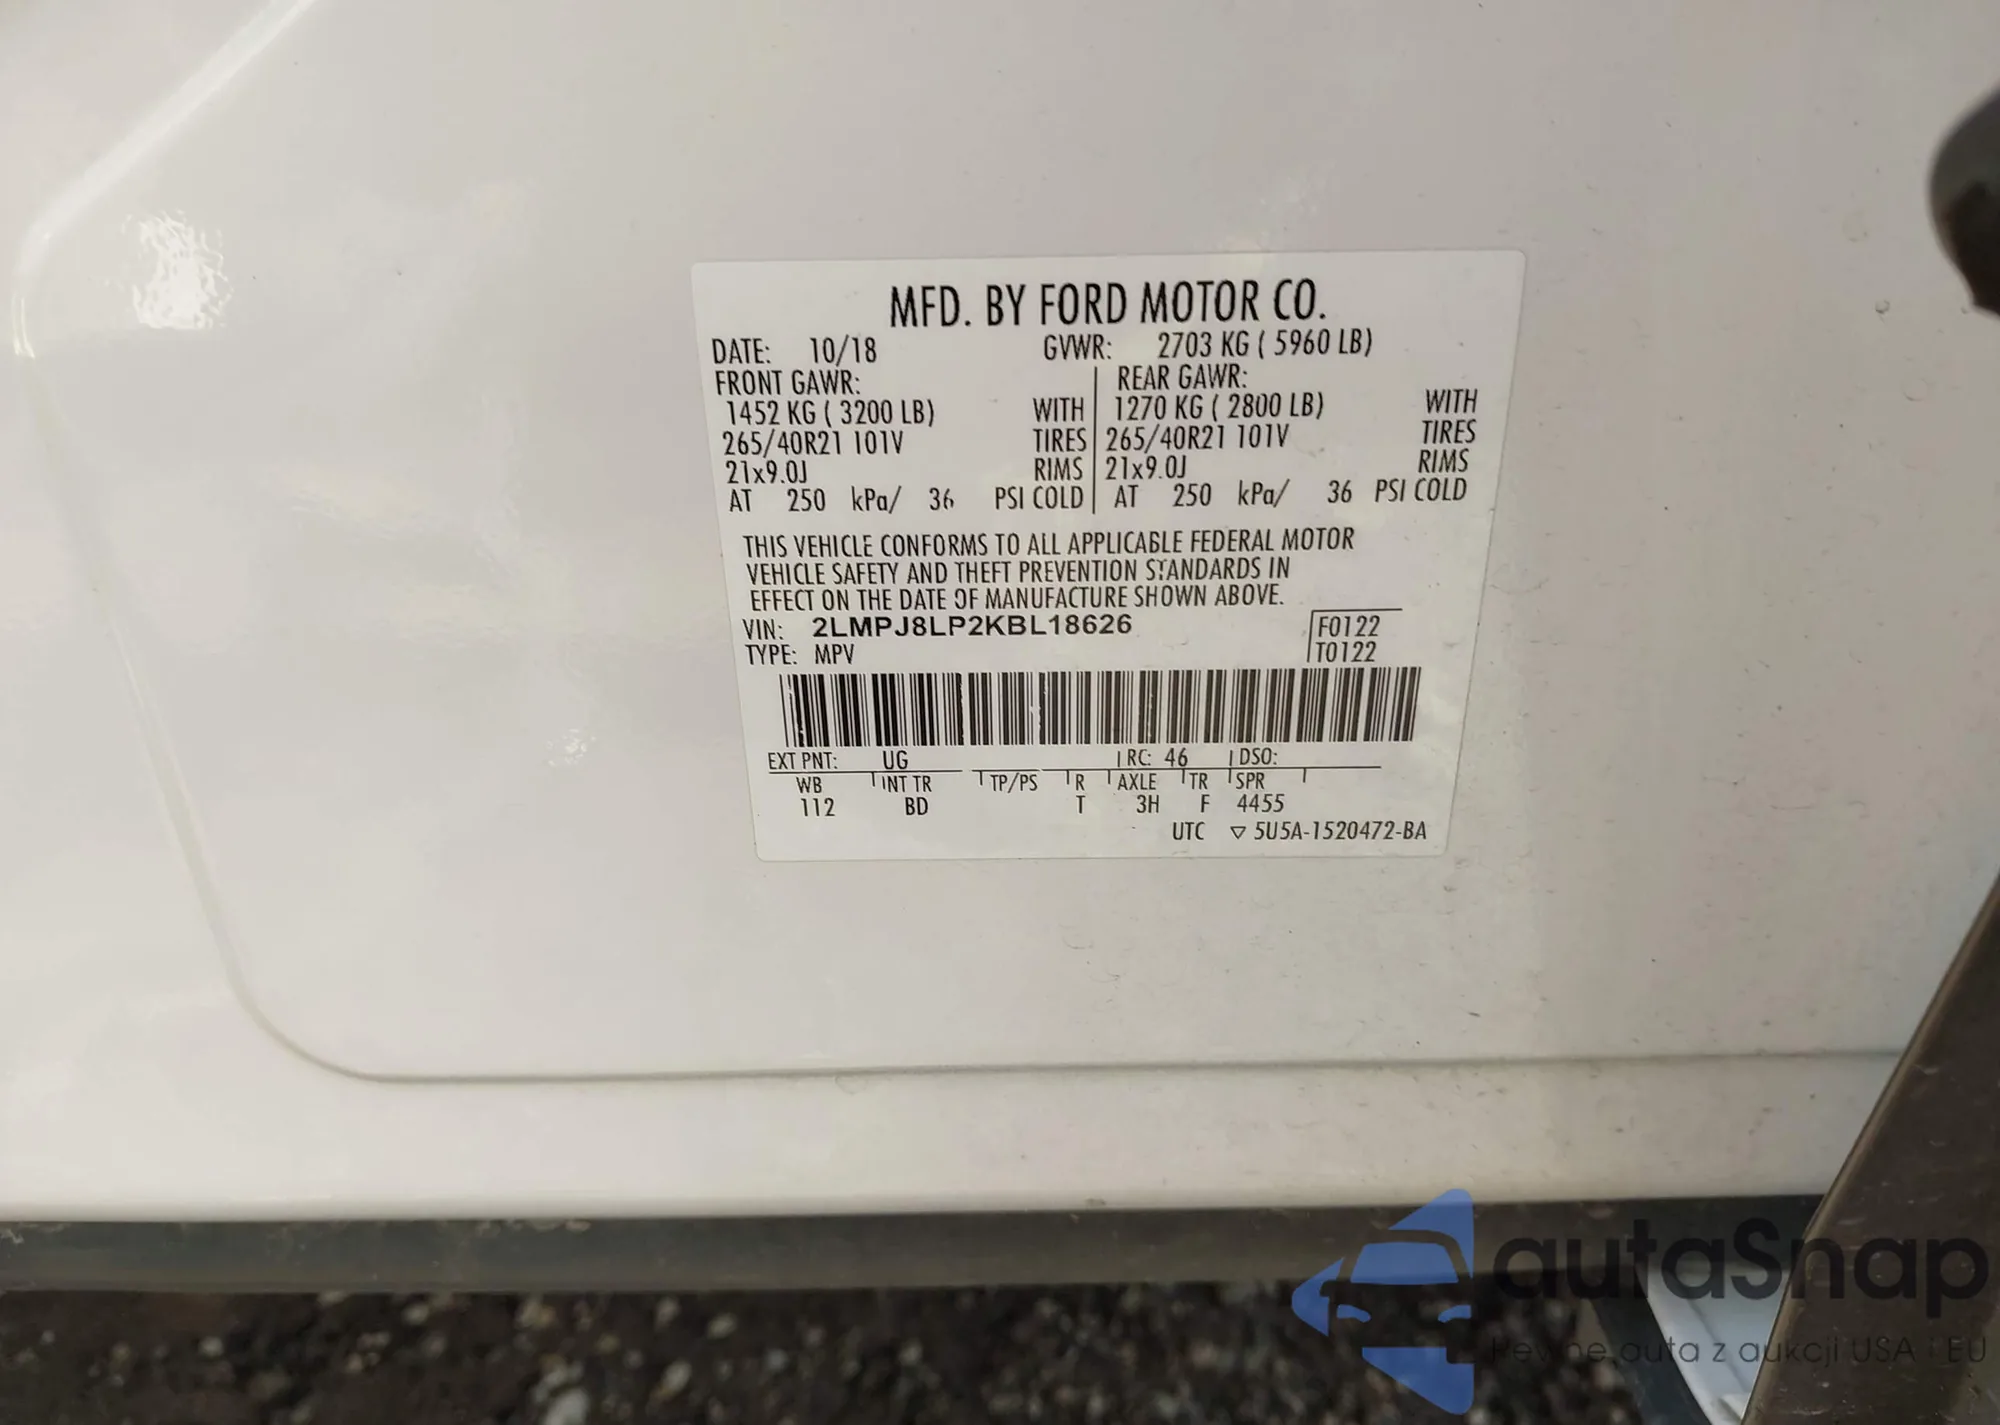 MFD. BY FORD MOTOR CO.
DATE: 10/18 GVWR: 2703 KG ( 5960 LB)
FRONT GAWR: REAR GAWR:
1452 KG ( 3200 LB) WITH 1270 KG ( 2800 LB) WITH
265/40R21 101V TIRES 265/40R21 101V TIRES
21x9.0J RIMS 21x9.0J RIMS
AT 250 kPa/ 36 PSI COLD AT 250 kPa/ 36 PSI COLD
THIS VEHICLE CONFORMS TO ALL APPLICABLE FEDERAL MOTOR
VEHICLE SAFETY AND THEFT PREVENTION STANDARDS IN
EFFECT ON THE DATE OF MANUFACTURE SHOWN ABOVE.
VIN: 2LMPJ8LP2KBL18626 F0122
TYPE: MPV T0122
EXT PNT: UG RC: 46 DSO:
WB INT TR TP/PS R AXLE TR SPR
112 BD T 3H F 4455
UTC ▽ 5U5A-1520472-BA
autaSnap
Pewne auta z aukcji USA i EU